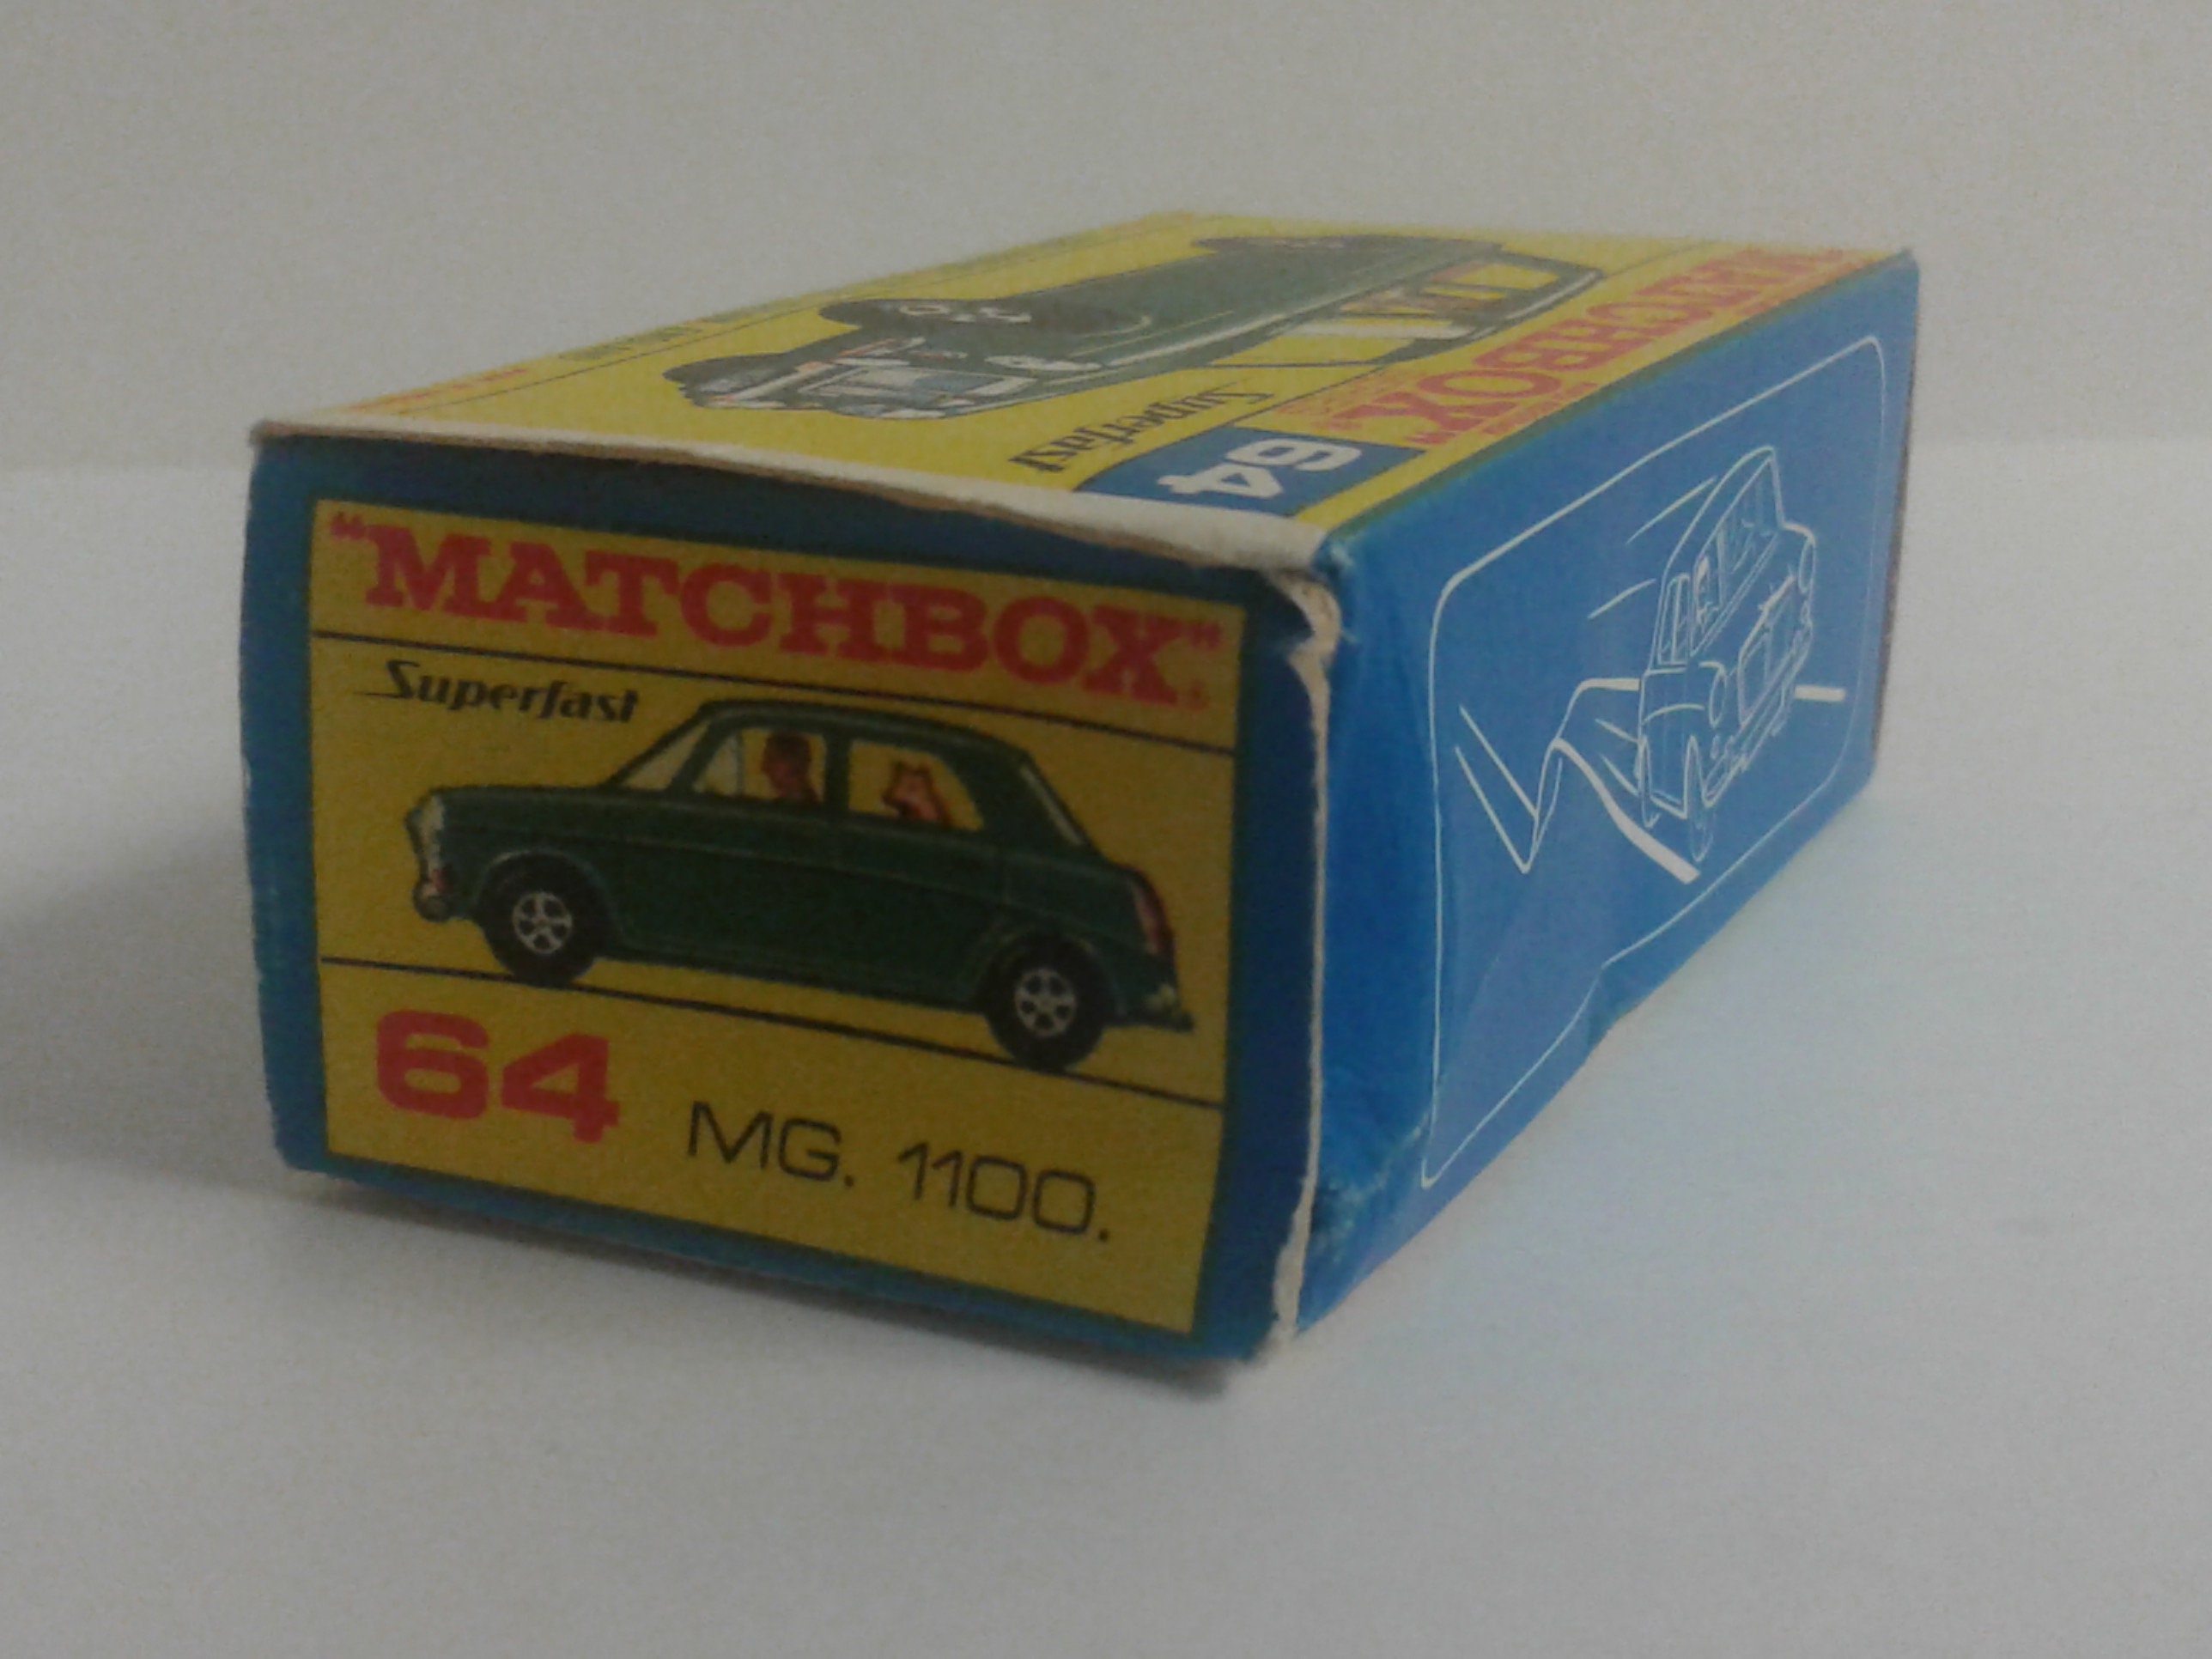 "MATCHBOX"
Superfast
64 MG. 1100.
"MATCHBOX"
Superfast
64